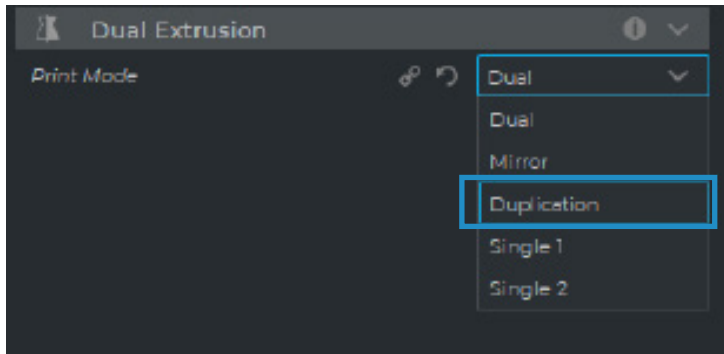 Dual Extrusion
Print Mode
Dual
Dual
Mirror
Duplication
Single 1
Single 2